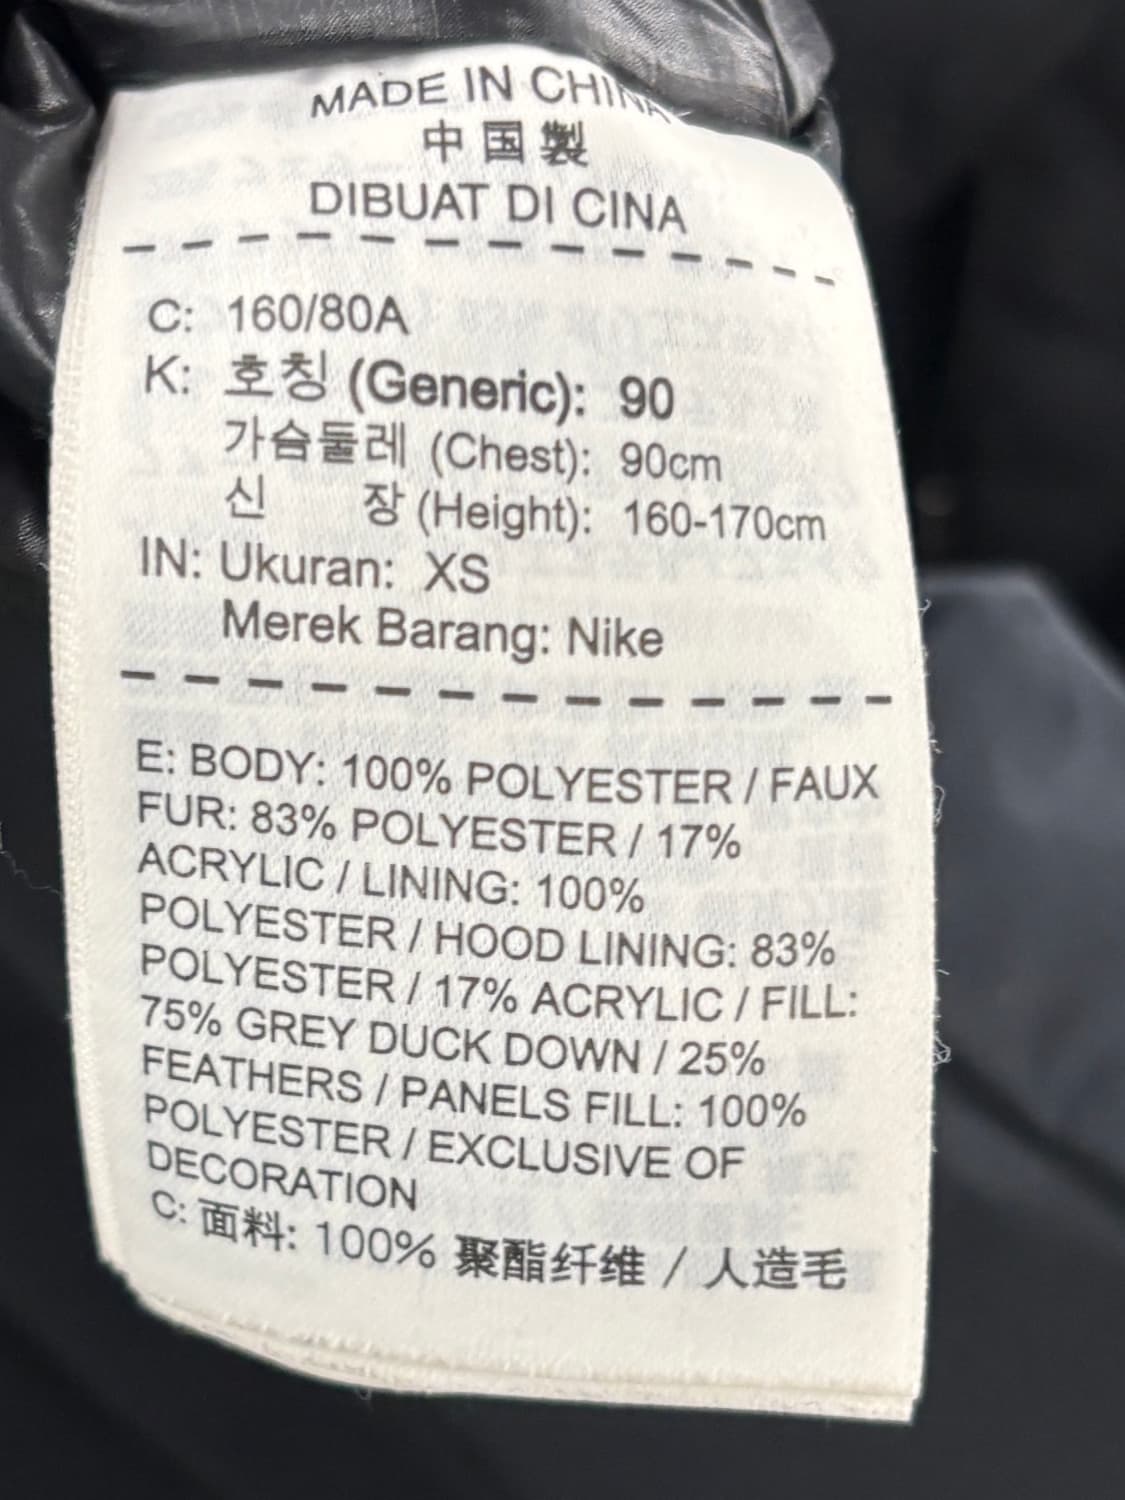 MADE IN CHINA
中国製
DIBUAT DI CINA
C: 160/80A
K: 호칭 (Generic): 90
가슴둘레 (Chest): 90cm
신 장 (Height): 160-170cm
IN: Ukuran: XS
Merek Barang: Nike
E: BODY: 100% POLYESTER / FAUX
FUR: 83% POLYESTER / 17%
ACRYLIC / LINING: 100%
POLYESTER / HOOD LINING: 83%
POLYESTER / 17% ACRYLIC / FILL:
75% GREY DUCK DOWN / 25%
FEATHERS / PANELS FILL: 100%
POLYESTER / EXCLUSIVE OF
DECORATION
C: 面料: 100% 聚酯纤维 / 人造毛